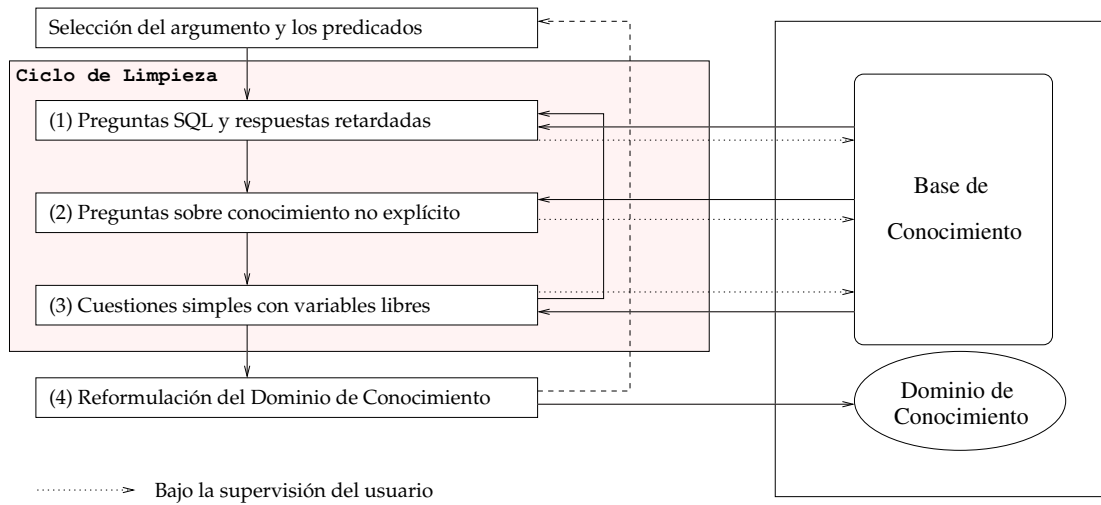 Selección del argumento y los predicados
Ciclo de Limpieza
(1) Preguntas SQL y respuestas retardadas
(2) Preguntas sobre conocimiento no explícito
(3) Cuestiones simples con variables libres
(4) Reformulación del Dominio de Conocimiento
Base de
Conocimiento
Dominio de
Conocimiento
Bajo la supervisión del usuario